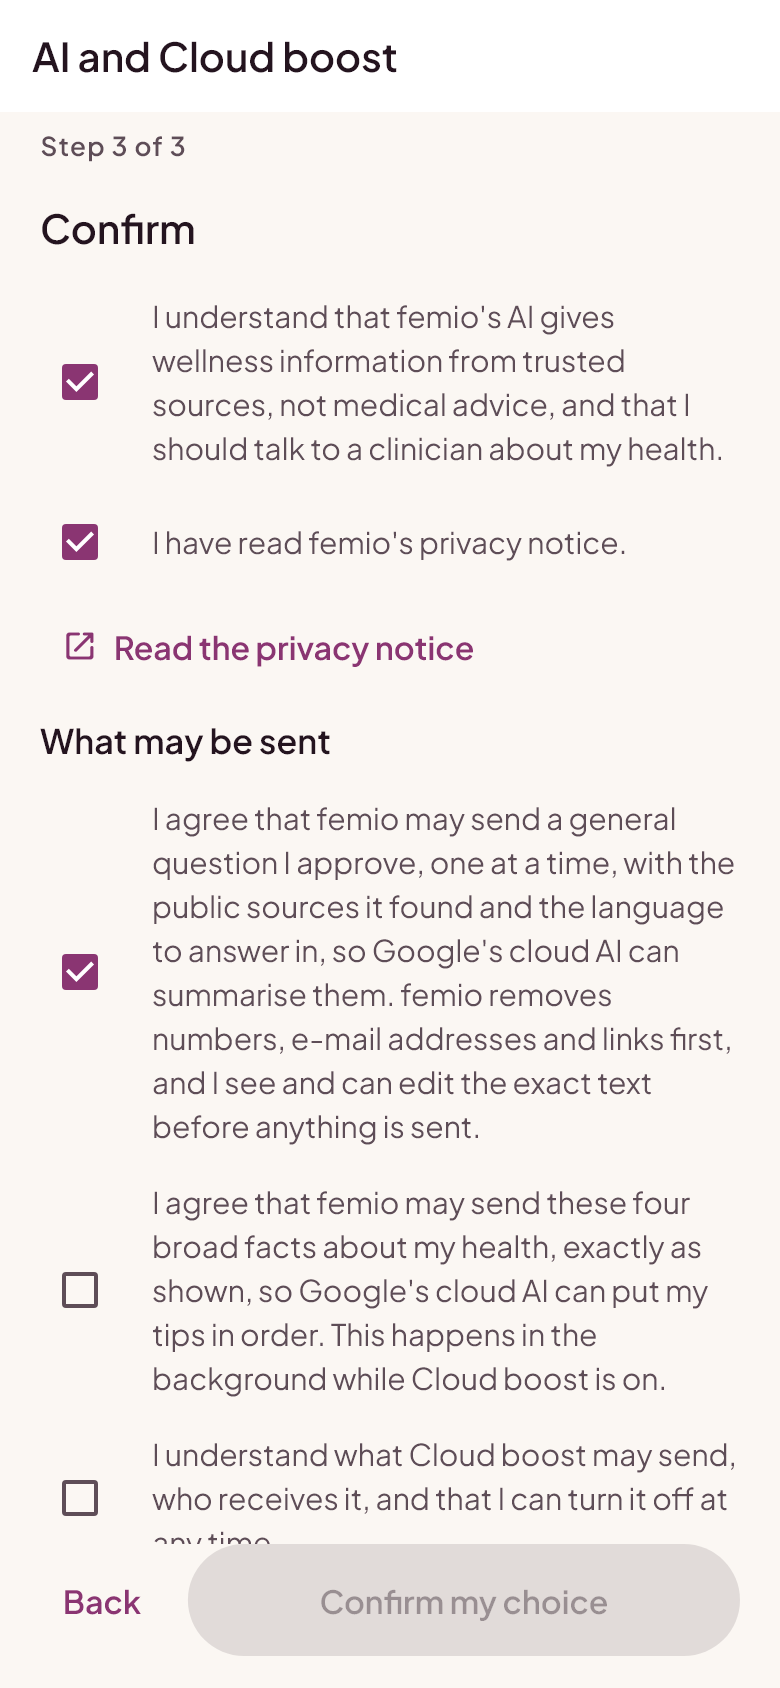 AI and Cloud boost
Step 3 of 3
Confirm
I understand that femio's AI gives
wellness information from trusted
sources, not medical advice, and that I
should talk to a clinician about my health.
I have read femio's privacy notice.
Read the privacy notice
What may be sent
I agree that femio may send a general
question I approve, one at a time, with the
public sources it found and the language
to answer in, so Google's cloud AI can
summarise them. femio removes
numbers, e-mail addresses and links first,
and I see and can edit the exact text
before anything is sent.
I agree that femio may send these four
broad facts about my health, exactly as
shown, so Google's cloud AI can put my
tips in order. This happens in the
background while Cloud boost is on.
I understand what Cloud boost may send,
who receives it, and that I can turn it off at
any time
Back
Confirm my choice